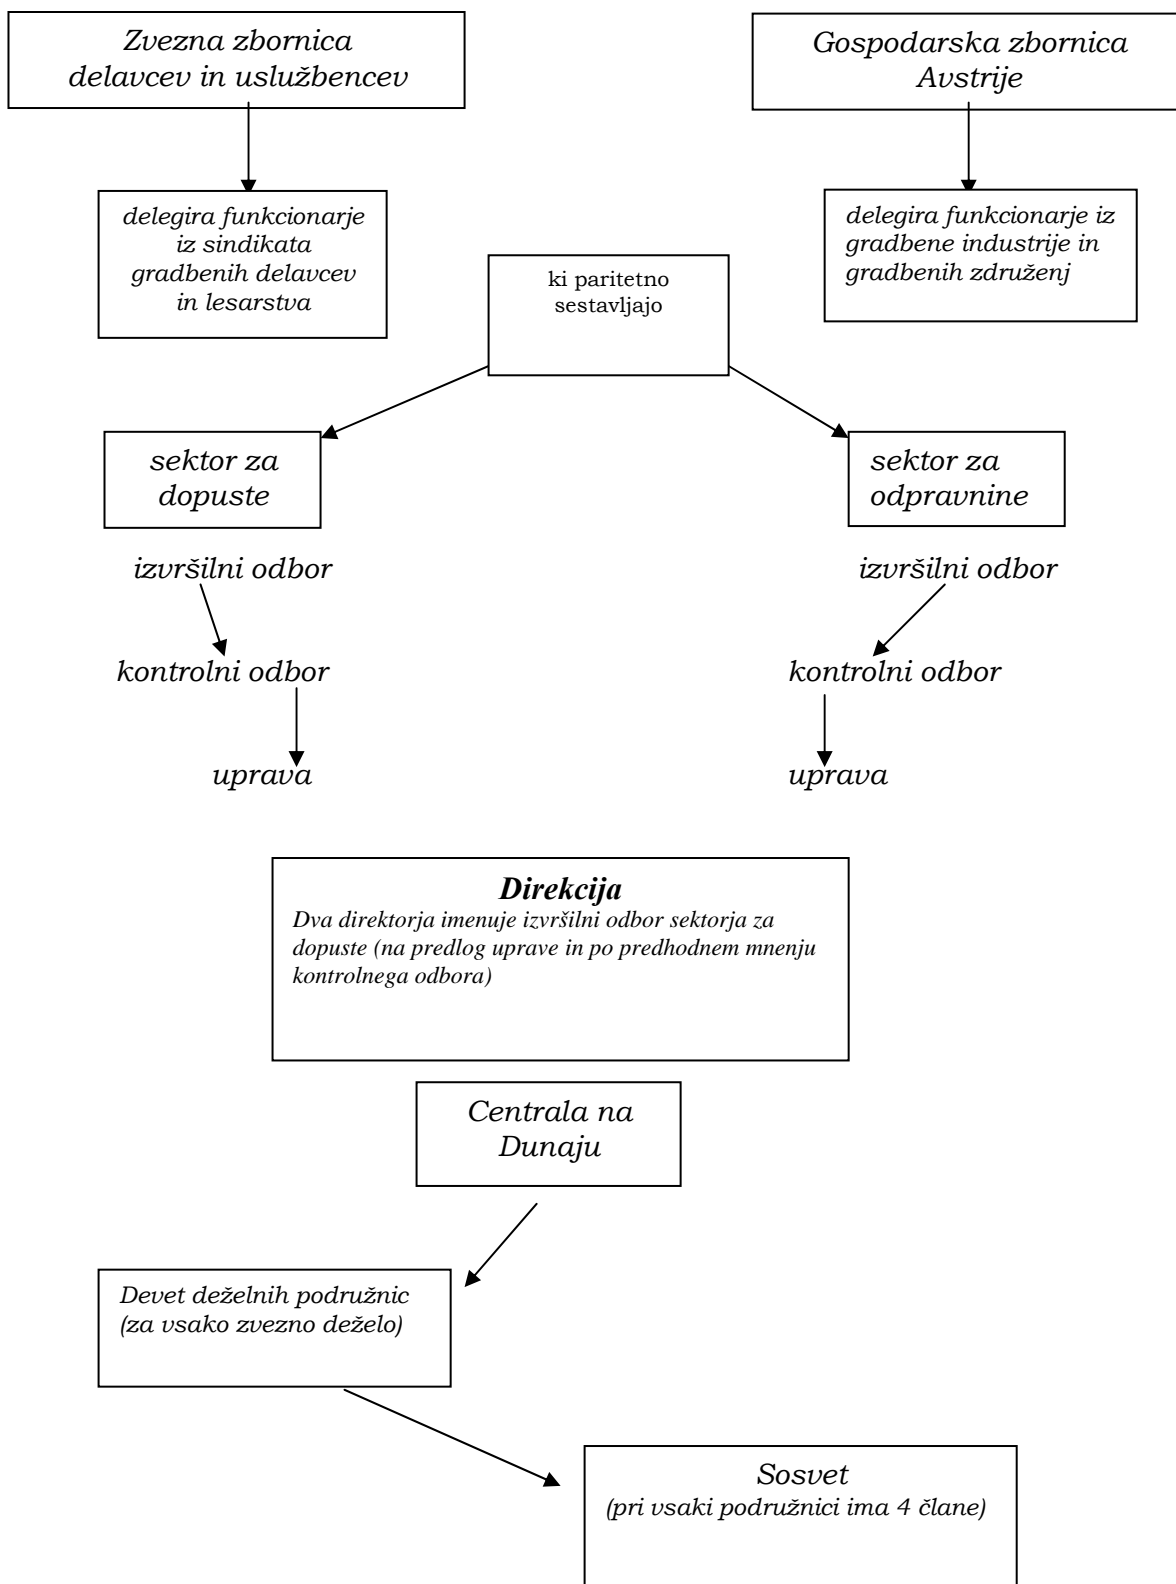 Zvezna zbornica
delavcev in uslužbencev
Gospodarska zbornica
Avstrije
delegira funkcionarje
iz sindikata
gradbenih delavcev
in lesarstva
delegira funkcionarje iz
gradbene industrije in
gradbenih združenj
ki paritetno
sestavljajo
sektor za
dopuste
sektor za
odpravnine
izvršilni odbor
izvršilni odbor
kontrolni odbor
kontrolni odbor
uprava
uprava
Direkcija
Dva direktorja imenuje izvršilni odbor sektorja za
dopuste (na predlog uprave in po predhodnem mnenju
kontrolnega odbora)
Centrala na
Dunaju
Devet deželnih podružnic
(za vsako zvezno deželo)
Sosvet
(pri vsaki podružnici ima 4 člane)